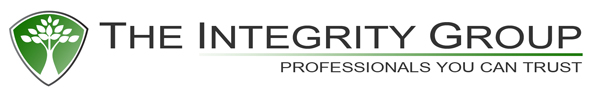 THE INTEGRITY GROUP
PROFESSIONALS YOU CAN TRUST